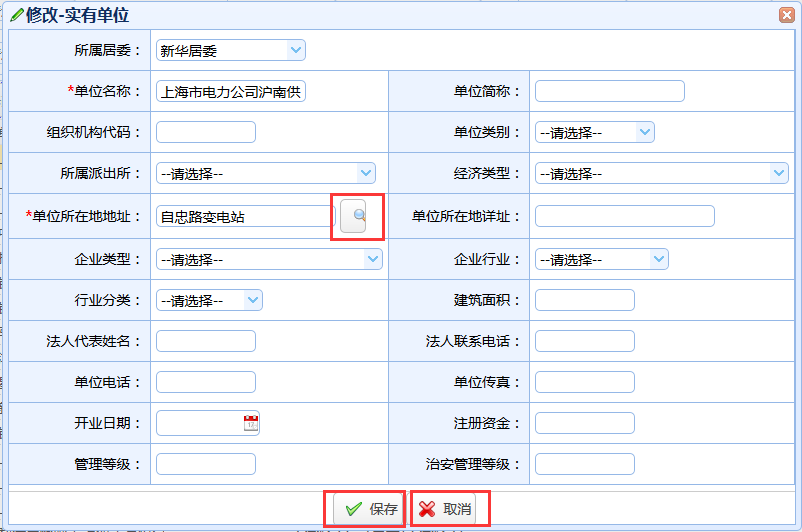 修改-实有单位
所属居委： 新华居委
*单位名称： 上海市电力公司沪南供 单位简称：
组织机构代码： 单位类别： --请选择--
所属派出所： --请选择-- 经济类型： --请选择--
*单位所在地地址： 自忠路变电站 单位所在地详址：
企业类型： --请选择-- 企业行业： --请选择--
行业分类： --请选择-- 建筑面积：
法人代表姓名： 法人联系电话：
单位电话： 单位传真：
开业日期： 注册资金：
管理等级： 治安管理等级：
保存 取消